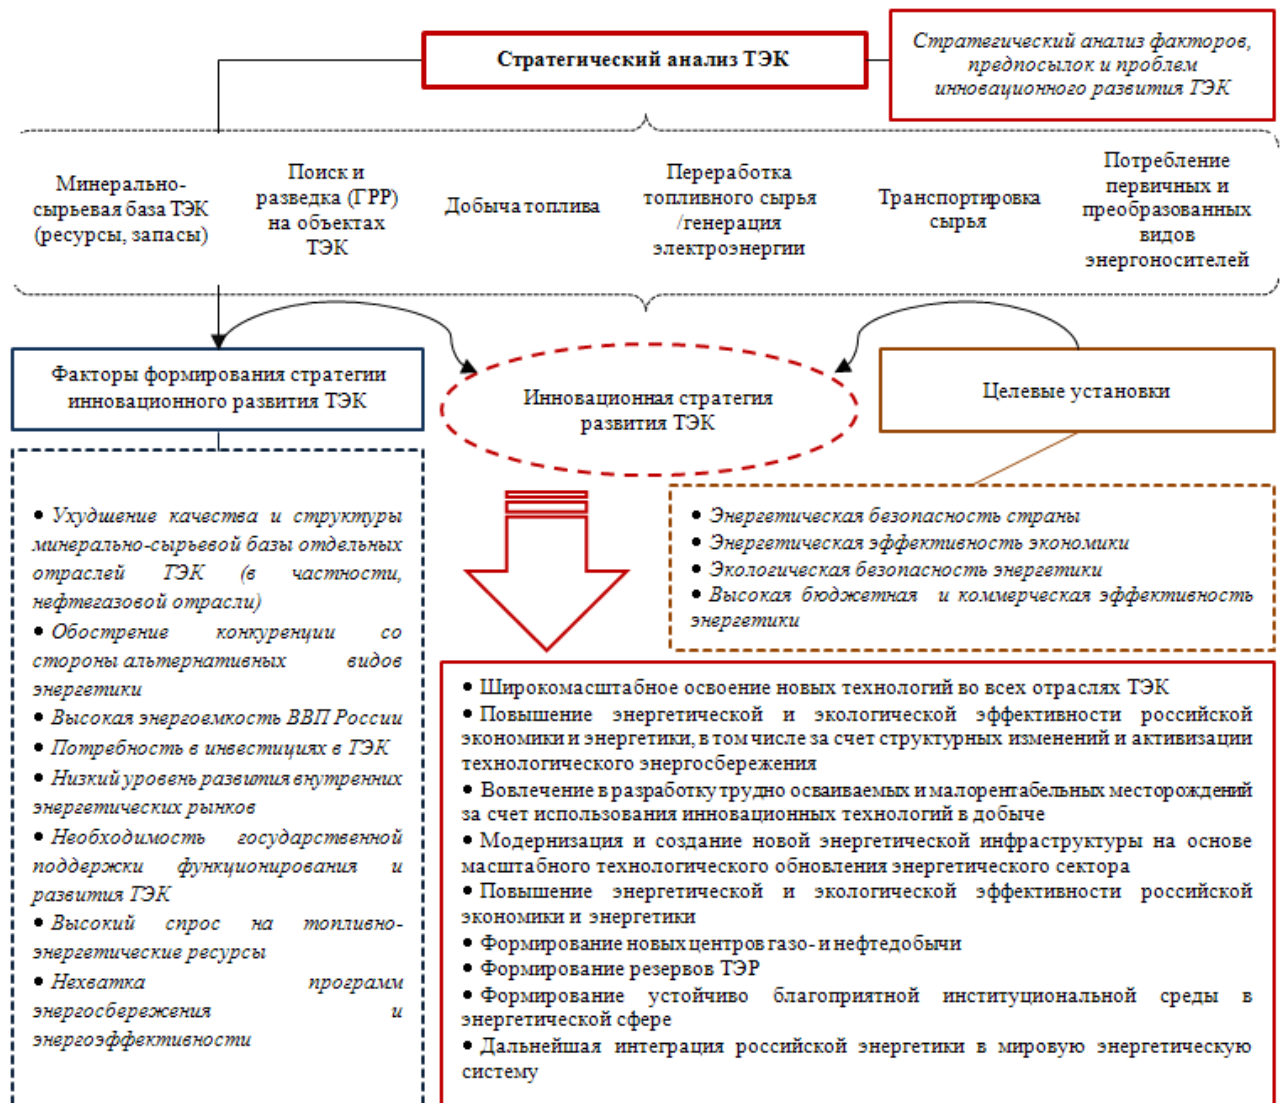 Стратегический анализ ТЭК
Стратегический анализ факторов,
предпосылок и проблем
инновационного развития ТЭК
Минерально-
сырьевая база ТЭК
(ресурсы, запасы)
Поиск и
разведка (ГРР)
на объектах
ТЭК
Добыча топлива
Переработка
топливного сырья
/генерация
электроэнергии
Транспортировка
сырья
Потребление
первичных и
преобразованных
видов
энергоносителей
Факторы формирования стратегии
инновационного развития ТЭК
Инновационная стратегия
развития ТЭК
Целевые установки
• Ухудшение качества и структуры
минерально-сырьевой базы отдельных
отраслей ТЭК (в частности,
нефтегазовой отрасли)
• Обострение конкуренции со
стороны альтернативных видов
энергетики
• Высокая энергоемкость ВВП России
• Потребность в инвестициях в ТЭК
• Низкий уровень развития внутренних
энергетических рынков
• Необходимость государственной
поддержки функционирования и
развития ТЭК
• Высокий спрос на топливно-
энергетические ресурсы
• Нехватка программ
энергосбережения и
энергоэффективности
• Энергетическая безопасность страны
• Энергетическая эффективность экономики
• Экологическая безопасность энергетики
• Высокая бюджетная и коммерческая эффективность
энергетики
• Широкомасштабное освоение новых технологий во всех отраслях ТЭК
• Повышение энергетической и экологической эффективности российской
экономики и энергетики, в том числе за счет структурных изменений и активизации
технологического энергосбережения
• Вовлечение в разработку трудно осваиваемых и малорентабельных месторождений
за счет использования инновационных технологий в добыче
• Модернизация и создание новой энергетической инфраструктуры на основе
масштабного технологического обновления энергетического сектора
• Повышение энергетической и экологической эффективности российской
экономики и энергетики
• Формирование новых центров газо- и нефтедобычи
• Формирование резервов ТЭР
• Формирование устойчиво благоприятной институциональной среды в
энергетической сфере
• Дальнейшая интеграция российской энергетики в мировую энергетическую
систему